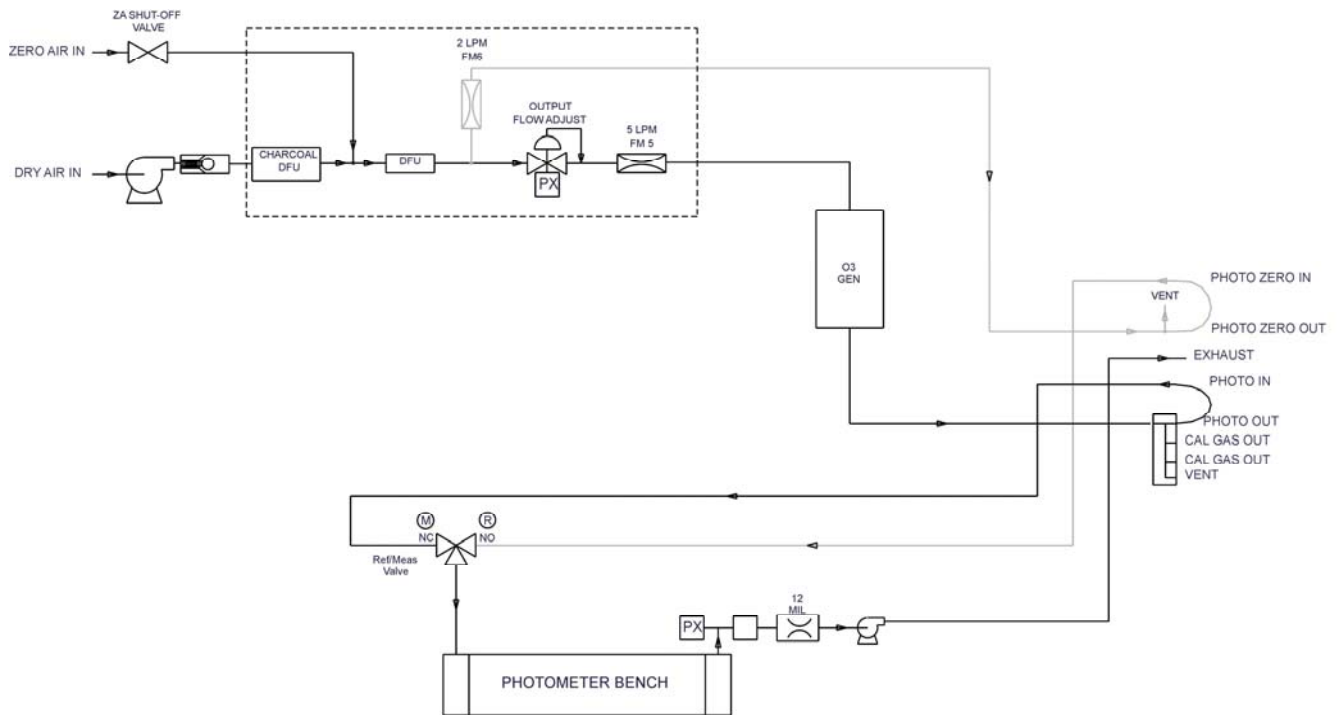 ZA SHUT-OFF
VALVE
ZERO AIR IN
2 LPM
FM6
OUTPUT
FLOW ADJUST
5 LPM
FM 5
CHARCOAL
DFU
DFU
PX
DRY AIR IN
O3
GEN
PHOTO ZERO IN
VENT
PHOTO ZERO OUT
EXHAUST
PHOTO IN
PHOTO OUT
CAL GAS OUT
CAL GAS OUT
VENT
M
R
NC
NO
Ref/Meas
Valve
12
MIL
PX
PHOTOMETER BENCH